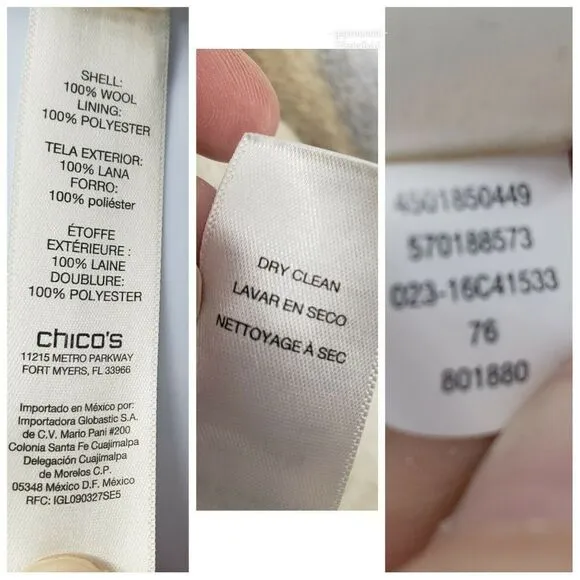 SHELL:
100% WOOL
LINING:
100% POLYESTER
TELA EXTERIOR:
100% LANA
FORRO:
100% poliéster
ÉTOFFE
EXTÉRIEURE :
100% LAINE
DOUBLURE:
100% POLYESTER
chico's
11215 METRO PARKWAY
FORT MYERS, FL 33966
Importado en México por:
Importadora Globastic S.A.
de C.V. Mario Pani #200
Colonia Santa Fe Cuajimalpa
Delegación Cuajimalpa
de Morelos C.P.
05348 México D.F. México
RFC: IGL090327SE5
DRY CLEAN
LAVAR EN SECO
NETTOYAGE À SEC
4501850449
570188573
023-16C41533
76
801880